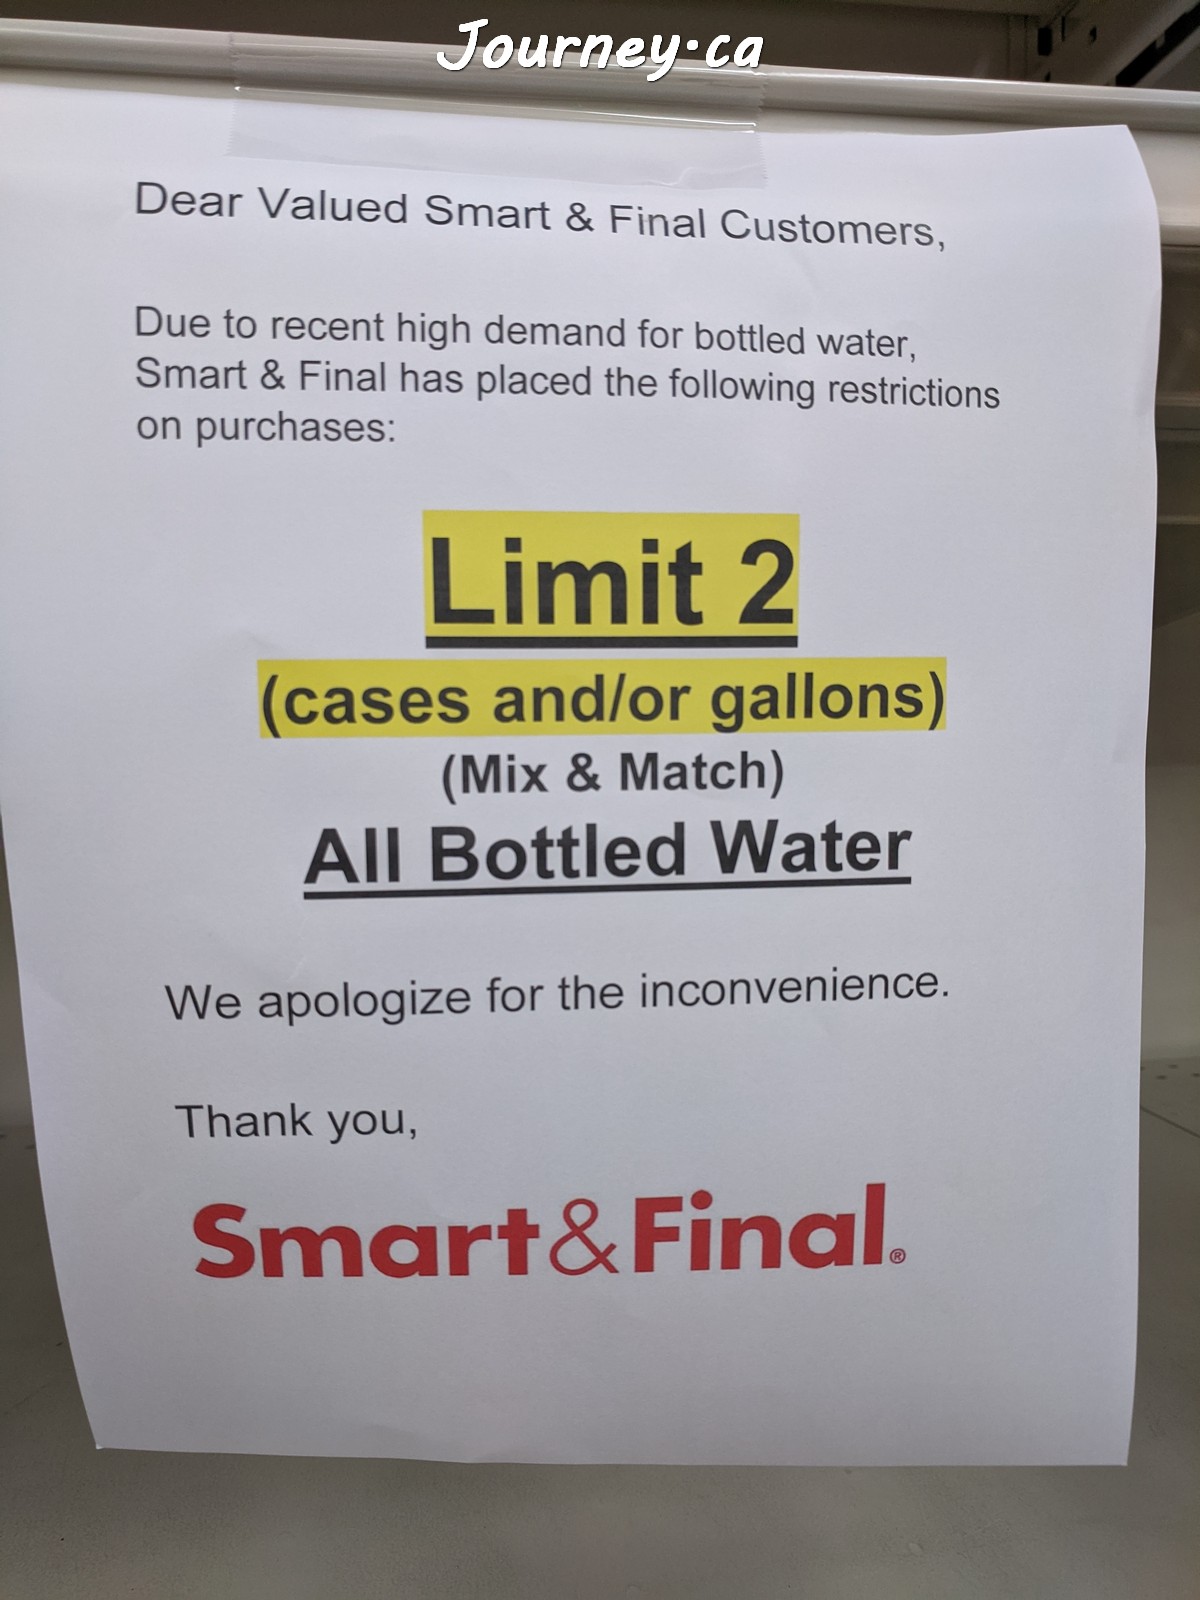 Journey.ca
Dear Valued Smart & Final Customers,
Due to recent high demand for bottled water,
Smart & Final has placed the following restrictions
on purchases:
Limit 2
(cases and/or gallons)
(Mix & Match)
All Bottled Water
We apologize for the inconvenience.
Thank you,
Smart&Final.®